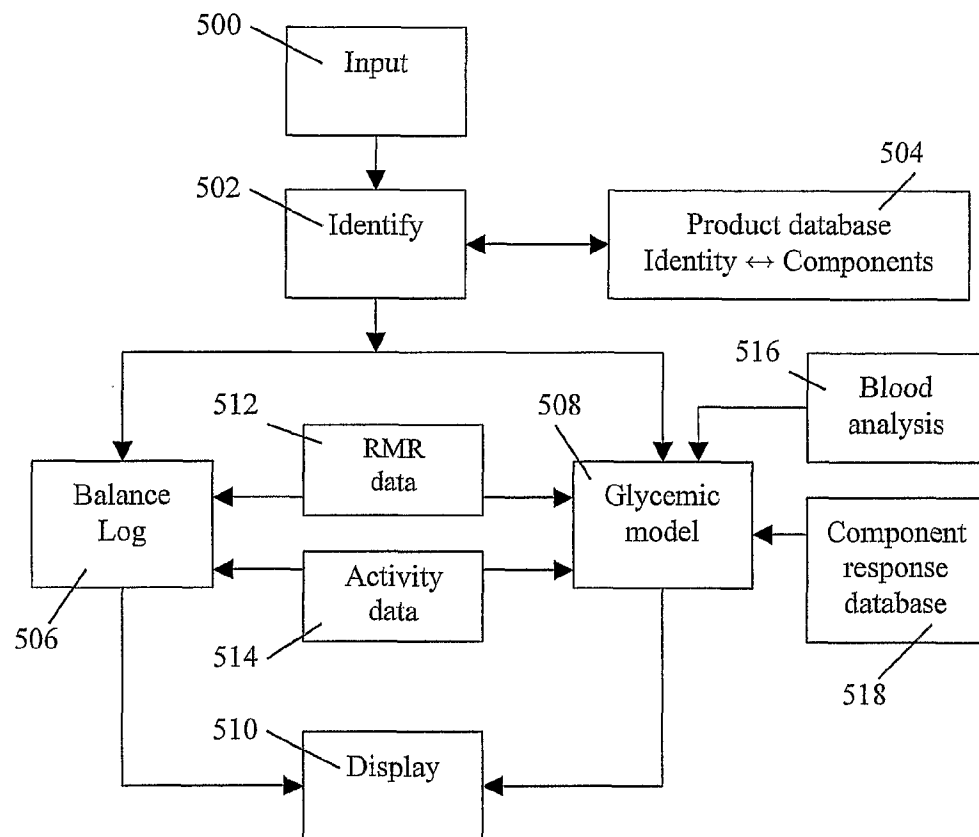 500
Input
502
Identify
504
Product database
Identity ↔ Components
516
Blood
analysis
512
RMR
data
508
Glycemic
model
Balance
Log
506
Activity
data
514
Component
response
database
518
510
Display